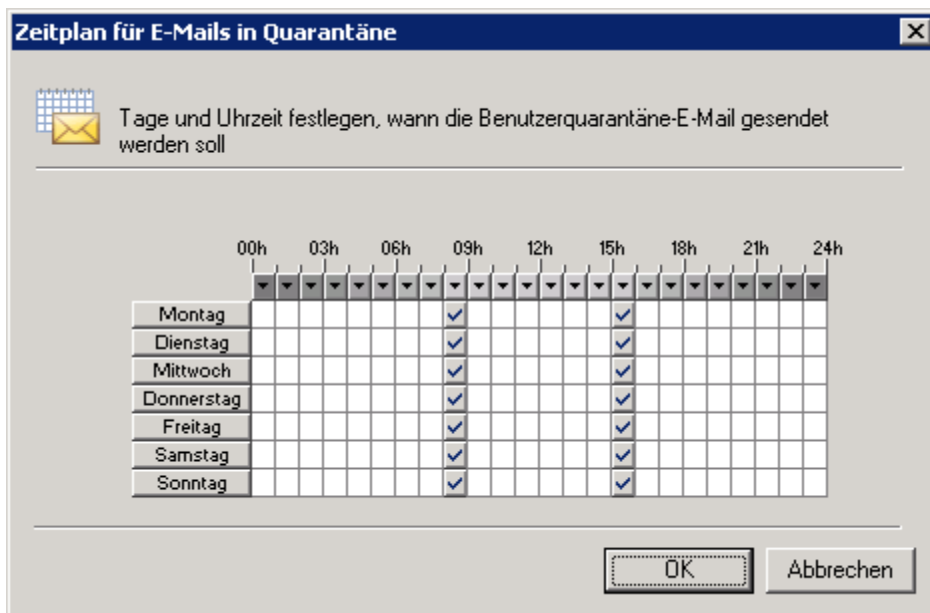 Zeitplan für E-Mails in Quarantäne
Tage und Uhrzeit festlegen, wann die Benutzerquarantäne-E-Mail gesendet
werden soll
00h 03h 06h 09h 12h 15h 18h 21h 24h
Montag
Dienstag
Mittwoch
Donnerstag
Freitag
Samstag
Sonntag
OK Abbrechen